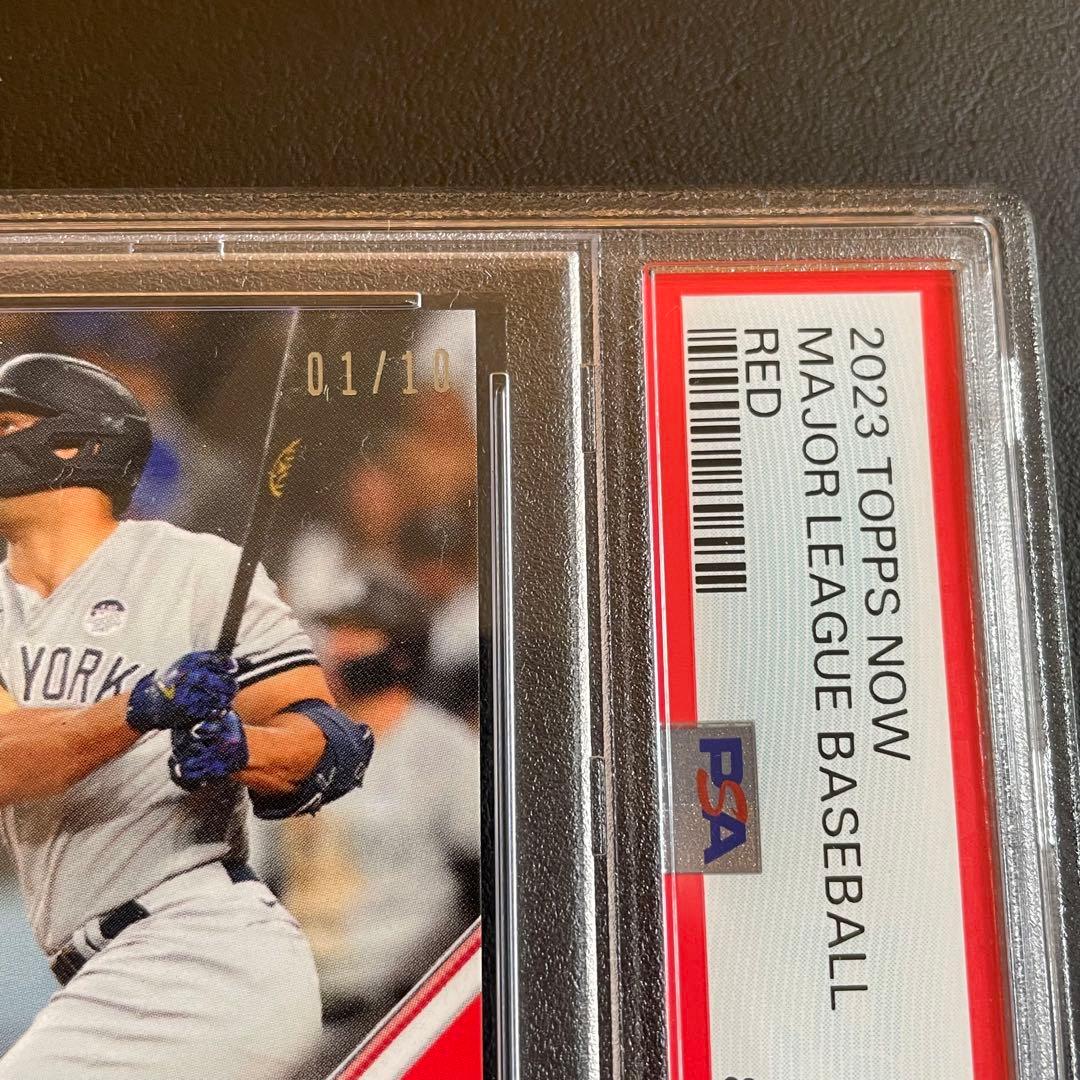 01/10
YORK
2023 TOPPS NOW
MAJOR LEAGUE BASEBALL
RED
PSA